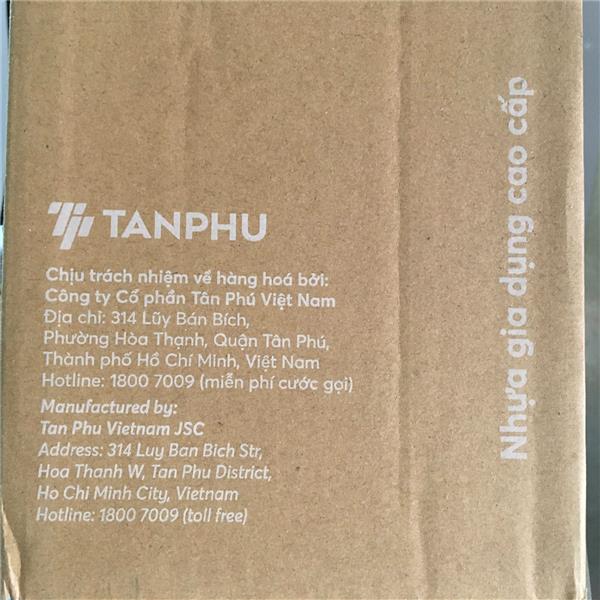 TANPHU
Chịu trách nhiệm về hàng hoá bởi:
Công ty Cổ phần Tân Phú Việt Nam
Địa chỉ: 314 Lũy Bán Bích,
Phường Hòa Thạnh, Quận Tân Phú,
Thành phố Hồ Chí Minh, Việt Nam
Hotline: 1800 7009 (miễn phí cước gọi)
Manufactured by:
Tan Phu Vietnam JSC
Address: 314 Luy Ban Bich Str,
Hoa Thanh W, Tan Phu District,
Ho Chi Minh City, Vietnam
Hotline: 1800 7009 (toll free)
Nhựa gia dụng cao cấp